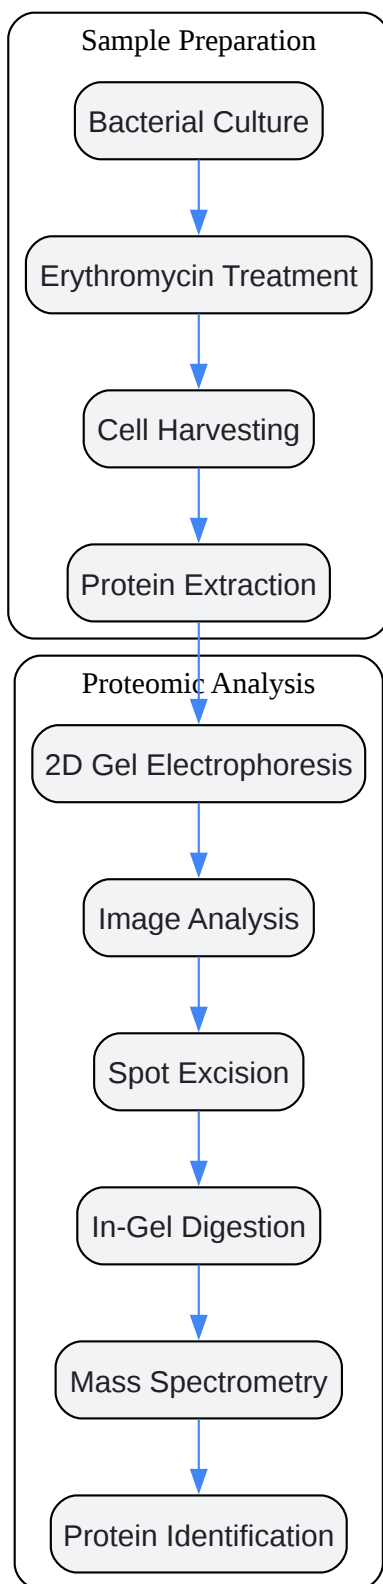 Sample Preparation
Bacterial Culture
Erythromycin Treatment
Cell Harvesting
Protein Extraction
Proteomic Analysis
2D Gel Electrophoresis
Image Analysis
Spot Excision
In-Gel Digestion
Mass Spectrometry
Protein Identification